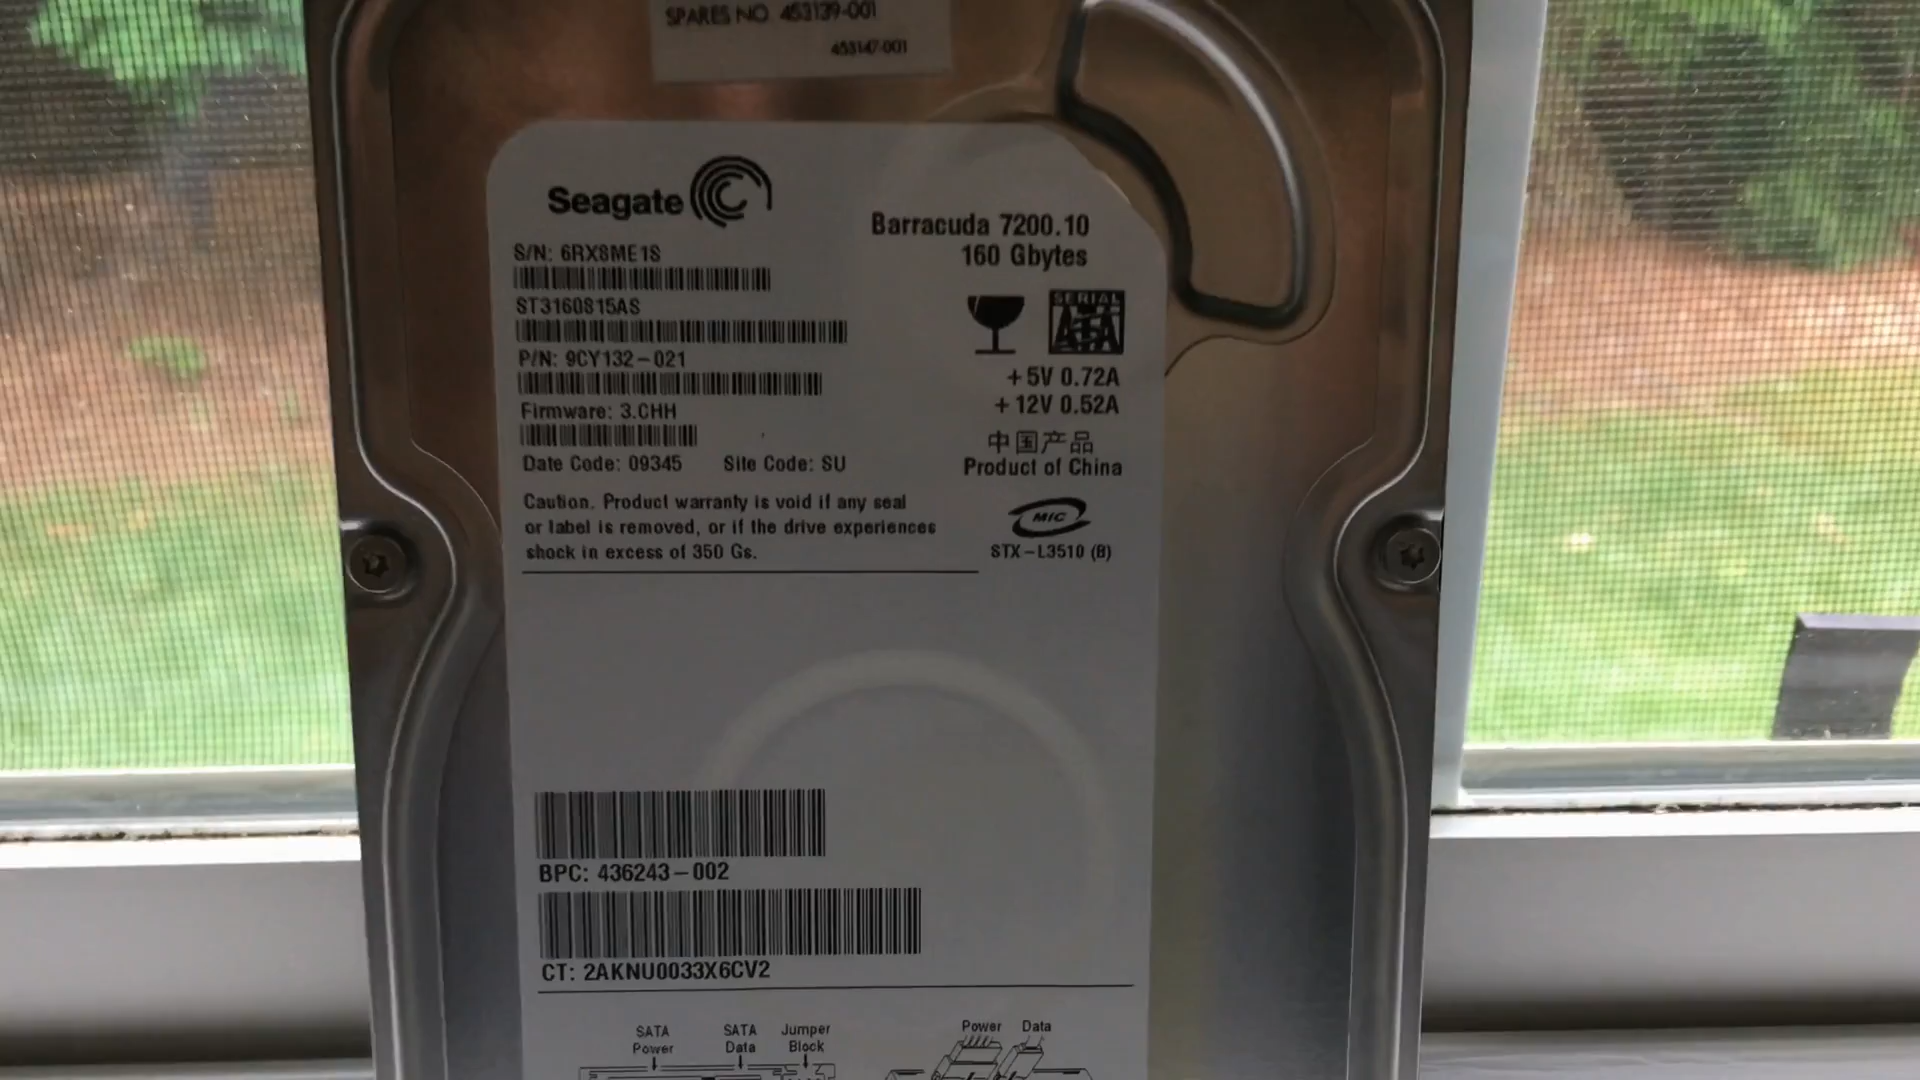 SPARES NO. 453139-001
453147-001
Seagate
Barracuda 7200.10
160 Gbytes
S/N: 6RX8ME1S
ST3160815AS
P/N: 9CY132-021
Firmware: 3.CHH
Date Code: 09345 Site Code: SU
SERIAL
ATA
+5V 0.72A
+12V 0.52A
中国产品
Product of China
Caution. Product warranty is void if any seal
or label is removed, or if the drive experiences
shock in excess of 350 Gs.
MIC
STX-L3510 (B)
BPC: 436243-002
CT: 2AKNU0033X6CV2
SATA Power
SATA Data
Jumper Block
Power Data